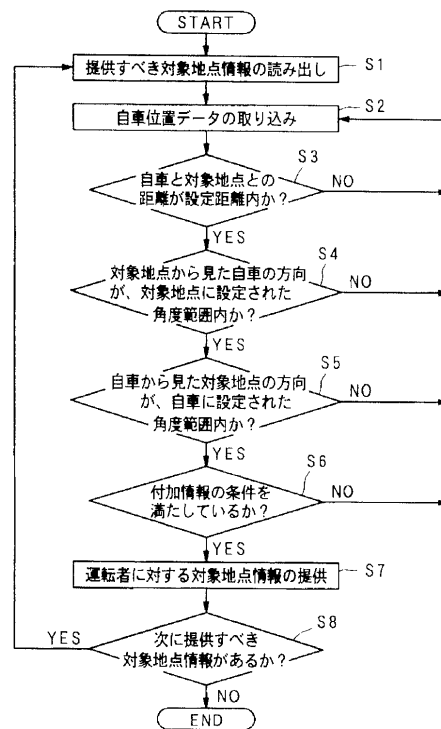 START
提供すべき対象地点情報の読み出し
S1
自車位置データの取り込み
S2
自車と対象地点との
距離が設定距離内か?
S3
NO
YES
対象地点から見た自車の方向
が、対象地点に設定された
角度範囲内か?
S4
NO
YES
自車から見た対象地点の方向
が、自車に設定された
角度範囲内か?
S5
NO
YES
付加情報の条件を
満たしているか?
S6
NO
YES
運転者に対する対象地点情報の提供
S7
次に提供すべき
対象地点情報があるか?
S8
YES
NO
END